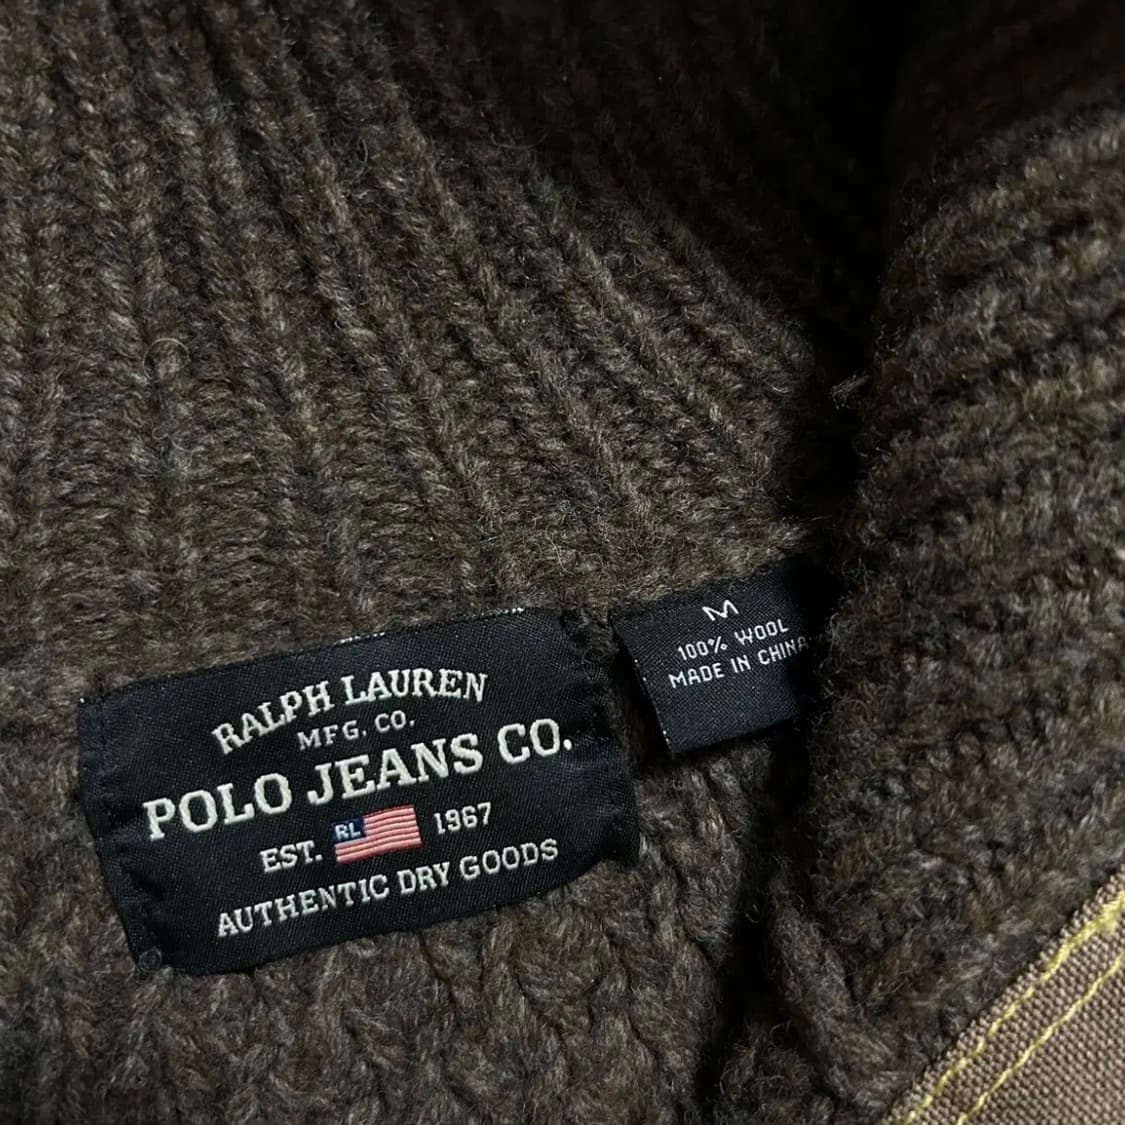 RALPH LAUREN
MFG. CO.
POLO JEANS CO.
EST. RL 1967
AUTHENTIC DRY GOODS
M
100% WOOL
MADE IN CHINA